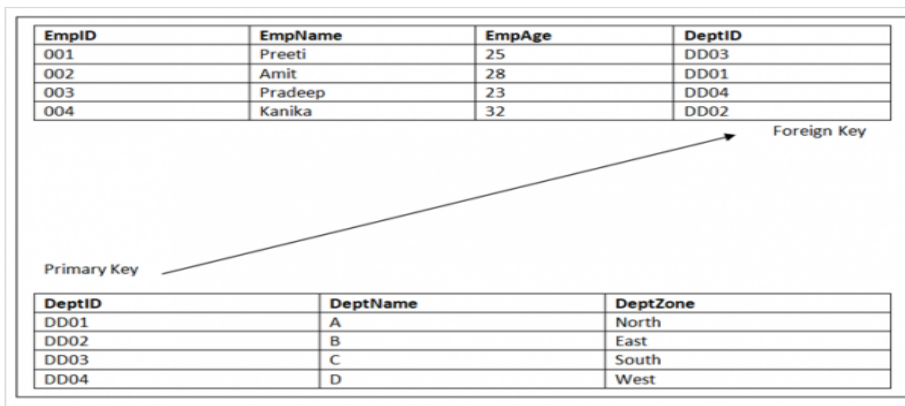 EmpID EmpName EmpAge DeptID
001 Preeti 25 DD03
002 Amit 28 DD01
003 Pradeep 23 DD04
004 Kanika 32 DD02
Foreign Key
Primary Key
DeptID DeptName DeptZone
DD01 A North
DD02 B East
DD03 C South
DD04 D West